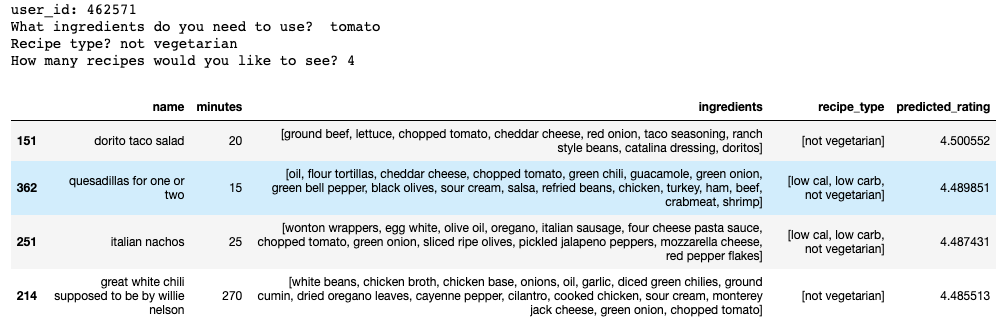 user_id: 462571
What ingredients do you need to use?  tomato
Recipe type? not vegetarian
How many recipes would you like to see? 4
name minutes ingredients recipe_type predicted_rating
151 dorito taco salad 20 [ground beef, lettuce, chopped tomato, cheddar cheese, red onion, taco seasoning, ranch [not vegetarian] 4.500552
style beans, catalina dressing, doritos]
362 quesadillas for one or 15 [oil, flour tortillas, cheddar cheese, chopped tomato, guacamole, green onion, [low cal, low carb, 4.489851
two green bell pepper, black olives, sour cream, salsa, refried beans, chicken, turkey, ham, beef, not vegetarian]
crabmeat, shrimp]
251 italian nachos 25 [wonton wrappers, egg white, olive oil, oregano, italian sausage, four cheese pasta sauce, [low cal, low carb, 4.487431
chopped tomato, green onion, sliced ripe olives, pickled jalapeno peppers, mozzarella cheese, not vegetarian]
red pepper flakes]
great white chili [white beans, chicken broth, chicken base, onions, oil, garlic, diced green chilies, ground
214 supposed to be by willie 270 cumin, dried oregano leaves, cayenne pepper, cilantro, cooked chicken, sour cream, monterey [not vegetarian] 4.485513
nelson jack cheese, green onion, chopped tomato]